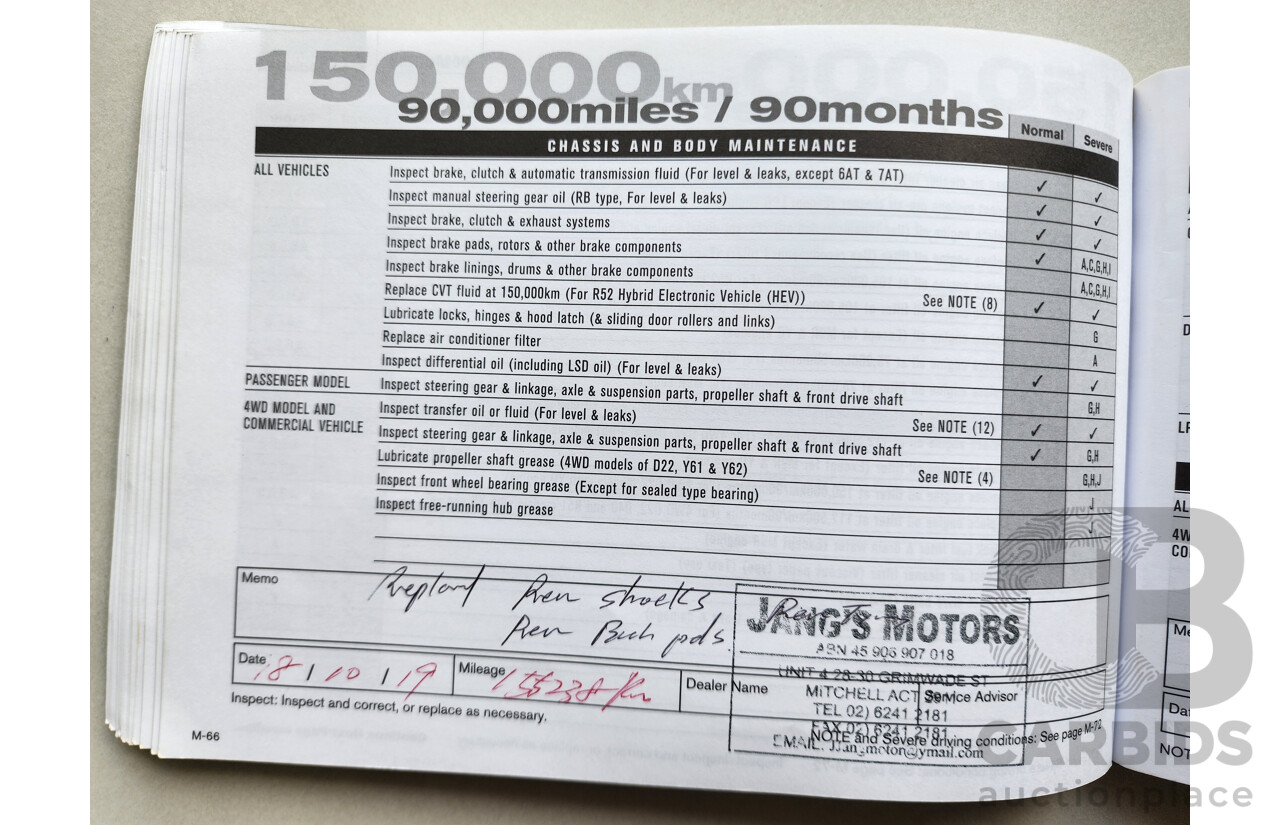 150,000km
90,000miles / 90months
Normal Severe
CHASSIS AND BODY MAINTENANCE
ALL VEHICLES
Inspect brake, clutch & automatic transmission fluid (For level & leaks, except 6AT & 7AT) ✓ ✓
Inspect manual steering gear oil (RB type, For level & leaks) ✓ ✓
Inspect brake, clutch & exhaust systems ✓ ✓
Inspect brake pads, rotors & other brake components ✓ A,C,G,H,I
Inspect brake linings, drums & other brake components A,C,G,H,I
Replace CVT fluid at 150,000km (For R52 Hybrid Electronic Vehicle (HEV)) See NOTE (8) ✓ ✓
Lubricate locks, hinges & hood latch (& sliding door rollers and links) G
Replace air conditioner filter A
Inspect differential oil (including LSD oil) (For level & leaks) ✓ ✓
PASSENGER MODEL
Inspect steering gear & linkage, axle & suspension parts, propeller shaft & front drive shaft G,H
4WD MODEL AND
COMMERCIAL VEHICLE
Inspect transfer oil or fluid (For level & leaks) See NOTE (12) ✓ ✓
Inspect steering gear & linkage, axle & suspension parts, propeller shaft & front drive shaft ✓ G,H
Lubricate propeller shaft grease (4WD models of D22, Y61 & Y62) See NOTE (4) G,H,J
Inspect front wheel bearing grease (Except for sealed type bearing) J
Inspect free-running hub grease
Memo
shocks
JANG'S MOTORS
ABN 45 906 907 018
UNIT 4 28-30 GRIMWADE ST
MITCHELL ACT
TEL 02) 6241 2181
FAX 02) 6241 2181
Date 18 / 10 / 19
Mileage 155238 km
Dealer Name
Service Advisor
Inspect: Inspect and correct, or replace as necessary.
NOTE and Severe driving conditions: See page M-72
M-66
CARBIDS
auctionplace